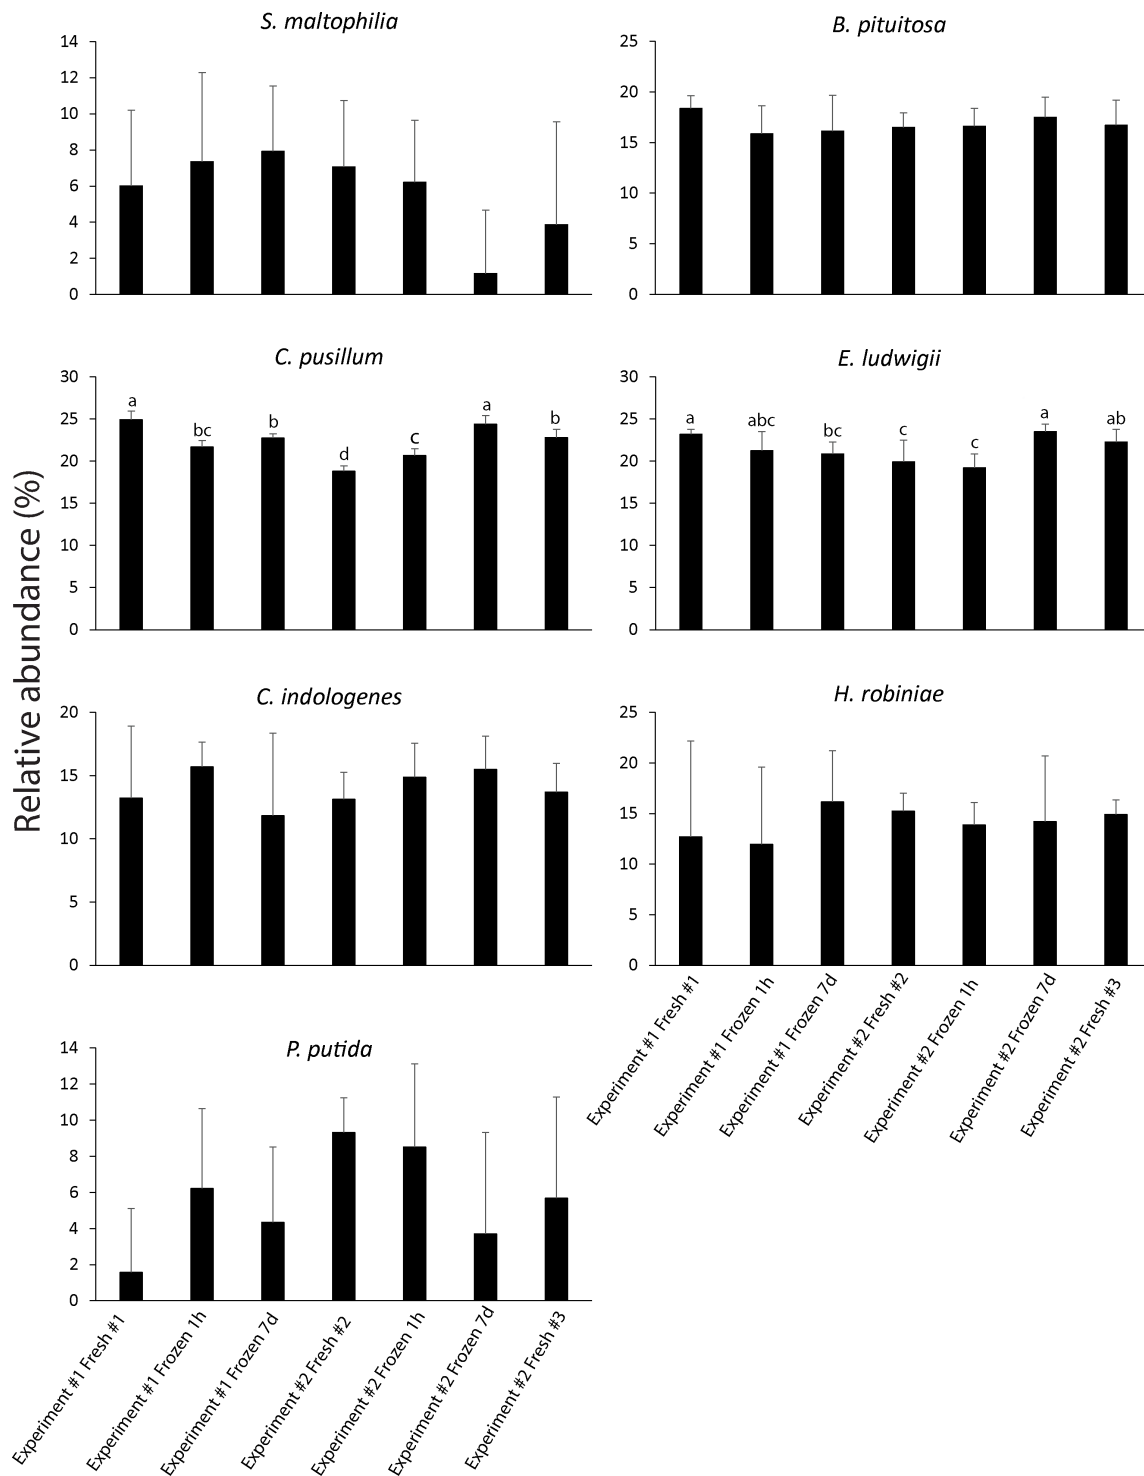 S. maltophilia
14
12
10
8
6
4
2
0
B. pituitosa
25
20
15
10
5
0
C. pusillum
30
25
20
15
10
5
0
a
bc
b
d
c
a
b
E. ludwigii
30
25
20
15
10
5
0
a
abc
bc
c
c
a
ab
Relative abundance (%)
C. indologenes
20
15
10
5
0
H. robiniae
25
20
15
10
5
0
Experiment #1 Fresh #1
Experiment #1 Frozen 1h
Experiment #1 Frozen 7d
Experiment #2 Fresh #2
Experiment #2 Frozen 1h
Experiment #2 Frozen 7d
Experiment #2 Fresh #3
P. putida
14
12
10
8
6
4
2
0
Experiment #1 Fresh #1
Experiment #1 Frozen 1h
Experiment #1 Frozen 7d
Experiment #2 Fresh #2
Experiment #2 Frozen 1h
Experiment #2 Frozen 7d
Experiment #2 Fresh #3